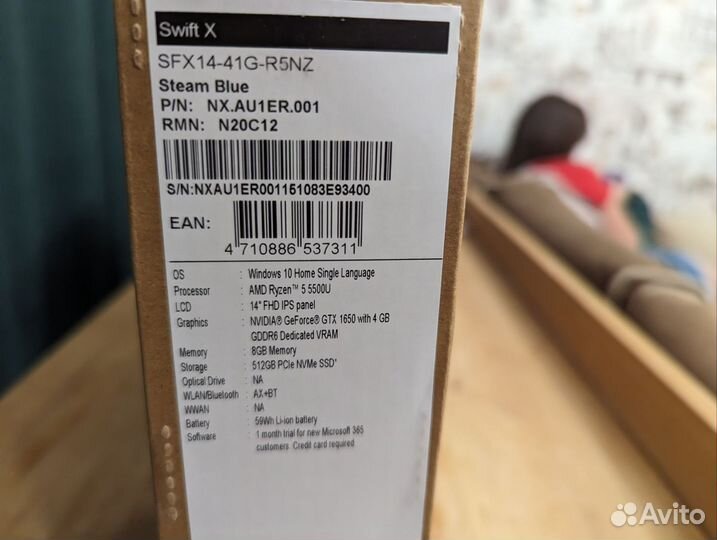 Swift X
SFX14-41G-R5NZ
Steam Blue
P/N: NX.AU1ER.001
RMN: N20C12
S/N:NXAU1ER001151083E93400
EAN:
4 710886 537311
OS : Windows 10 Home Single Language
Processor : AMD Ryzen™ 5 5500U
LCD : 14" FHD IPS panel
Graphics : NVIDIA® GeForce® GTX 1650 with 4 GB
GDDR6 Dedicated VRAM
Memory : 8GB Memory
Storage : 512GB PCIe NVMe SSD*
Optical Drive : NA
WLAN/Bluetooth : AX+BT
WWAN : NA
Battery : 59Wh Li-ion battery
Software : 1 month trial for new Microsoft 365
customers. Credit card required
Avito